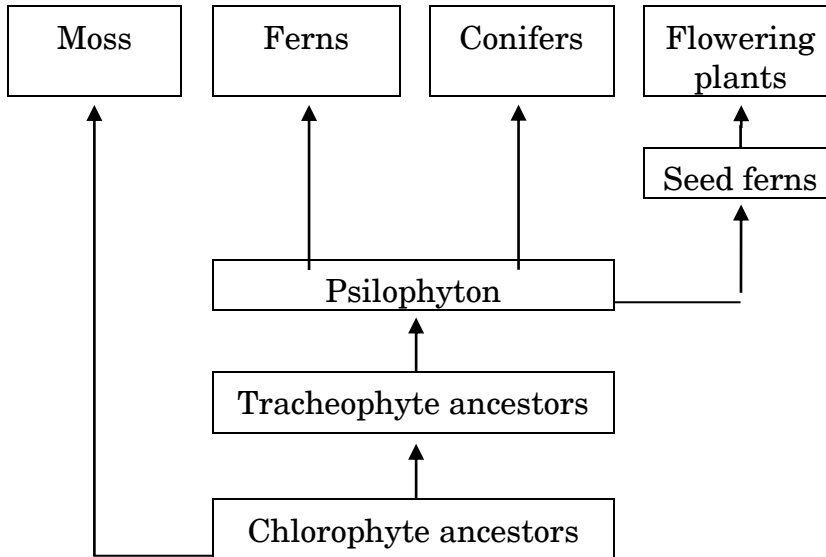 Moss
Ferns
Conifers
Flowering
plants
Seed ferns
Psilophyton
Tracheophyte ancestors
Chlorophyte ancestors